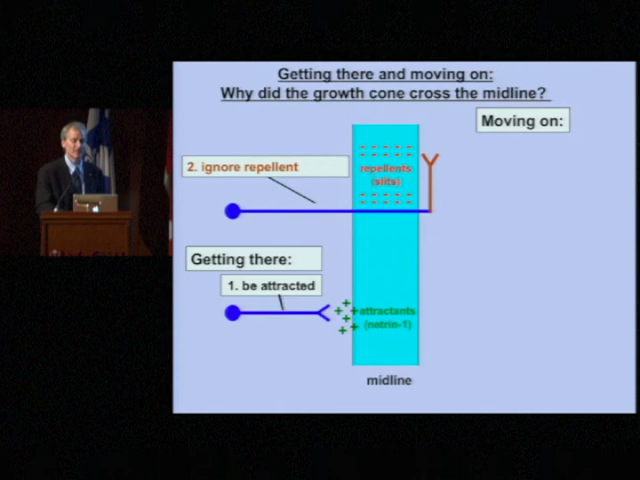 Getting there and moving on:
Why did the growth cone cross the midline?
Moving on:
2. ignore repellent
repellents
(slits)
Getting there:
1. be attracted
attractants
(netrin-1)
midline